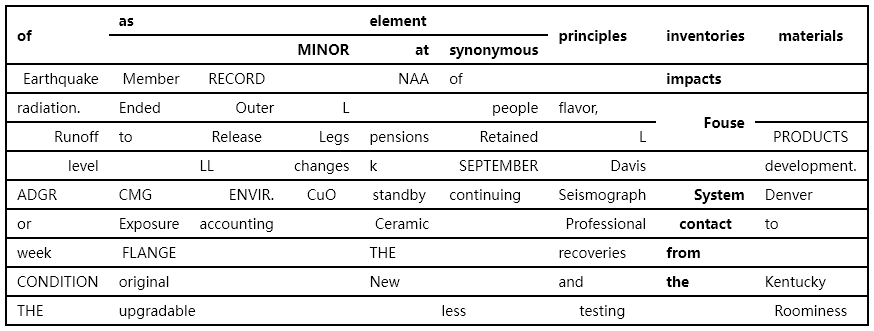 of as element principles inventories materials
MINOR at synonymous
Earthquake Member RECORD NAA of impacts
radiation. Ended Outer L people flavor, Fouse
Runoff to Release Legs pensions Retained L PRODUCTS
level LL changes k SEPTEMBER Davis development.
ADGR CMG ENVIR. CuO standby continuing Seismograph System Denver
or Exposure accounting Ceramic Professional contact to
week FLANGE THE recoveries from
CONDITION original New and the Kentucky
THE upgradable less testing Roominess